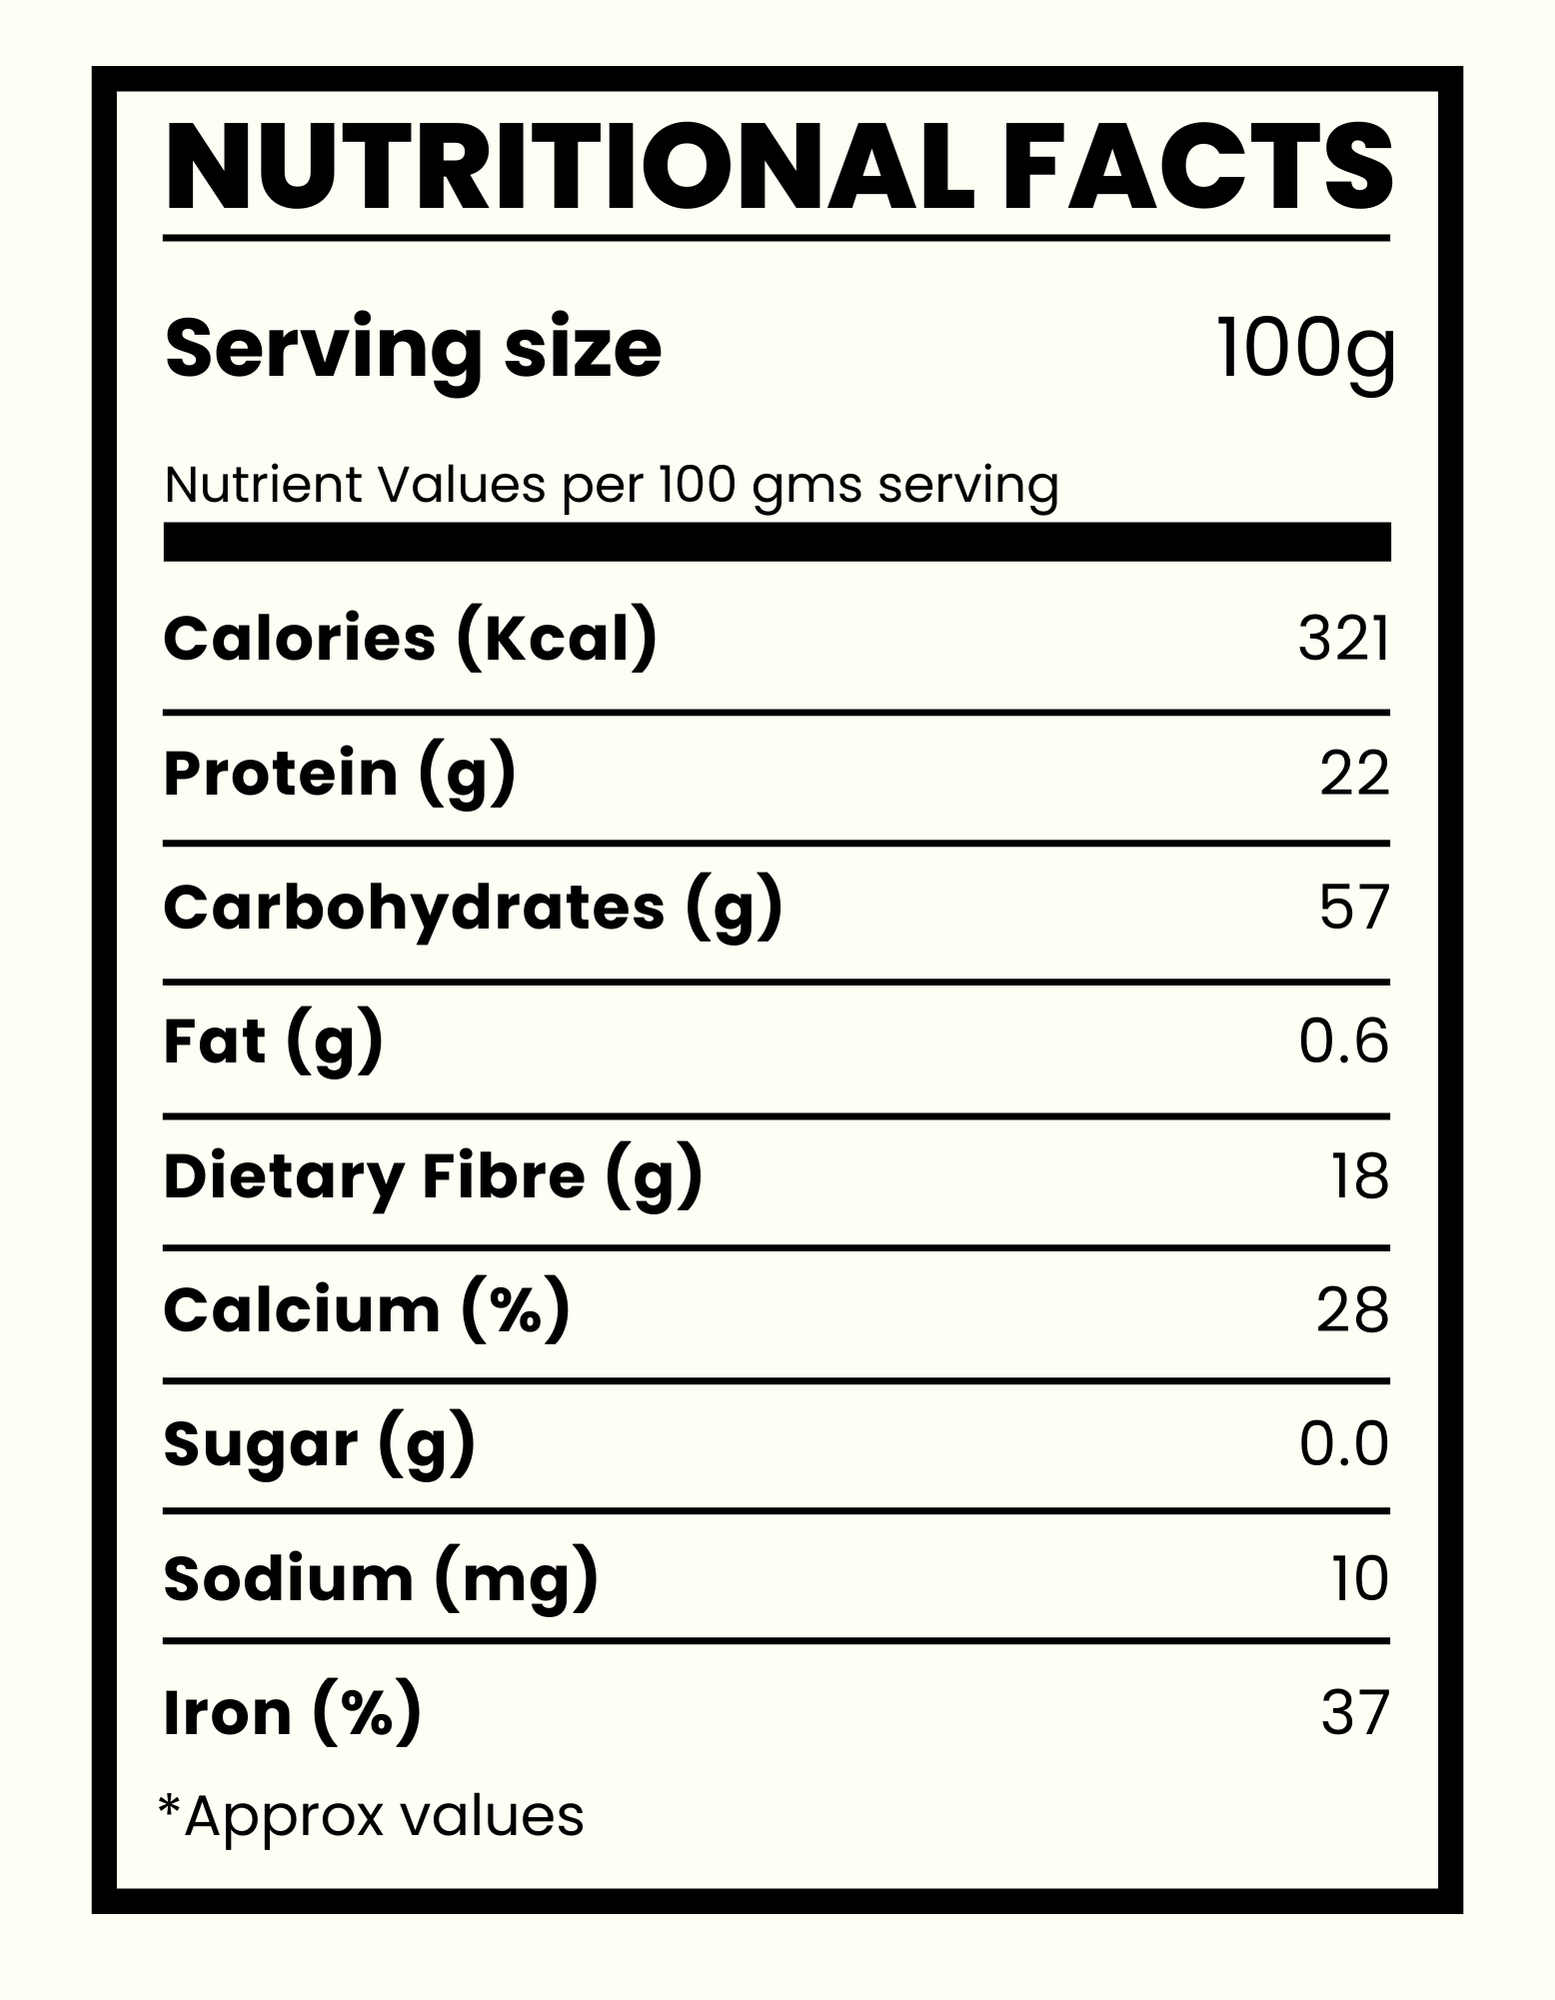 NUTRITIONAL FACTS
Serving size 100g
Nutrient Values per 100 gms serving
Calories (Kcal) 321
Protein (g) 22
Carbohydrates (g) 57
Fat (g) 0.6
Dietary Fibre (g) 18
Calcium (%) 28
Sugar (g) 0.0
Sodium (mg) 10
Iron (%) 37
*Approx values